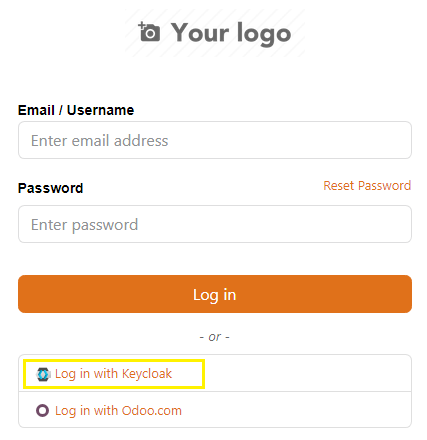 Your logo
Email / Username
Enter email address
Password
Reset Password
Enter password
Log in
- or -
Log in with Keycloak
Log in with Odoo.com